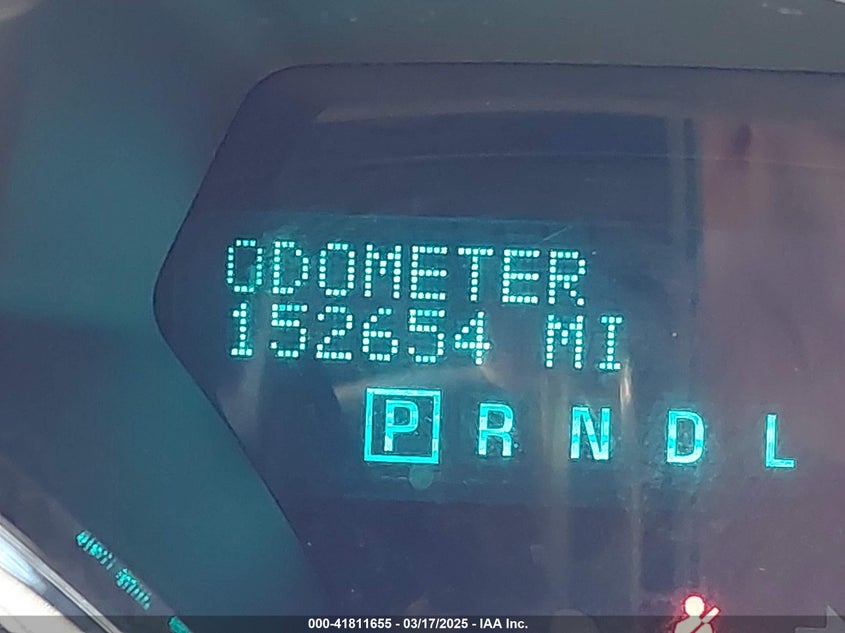 ODOMETER
152654 MI
P R N D L
000-41811655 - 03/17/2025 - IAA Inc.